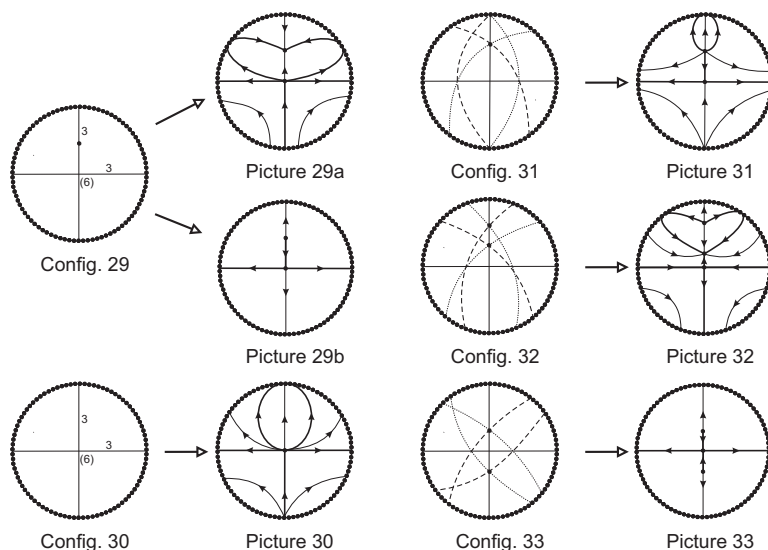 3
3
(6)
Config. 29
Picture 29a
Picture 29b
Config. 31
Picture 31
Config. 32
Picture 32
3
3
(6)
Config. 30
Picture 30
Config. 33
Picture 33